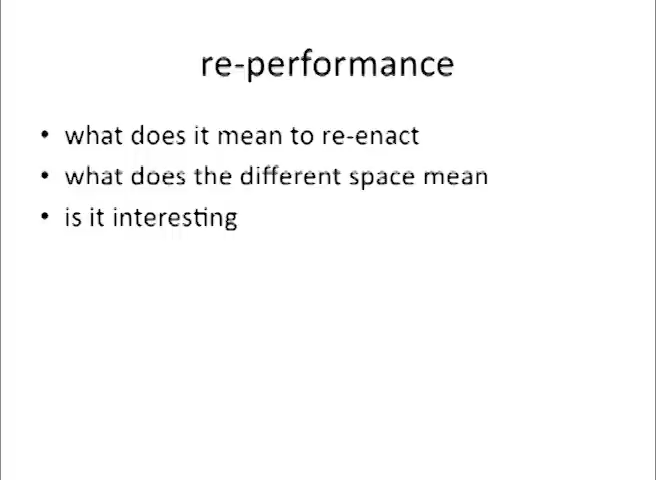 re-performance
• what does it mean to re-enact
• what does the different space mean
• is it interesting